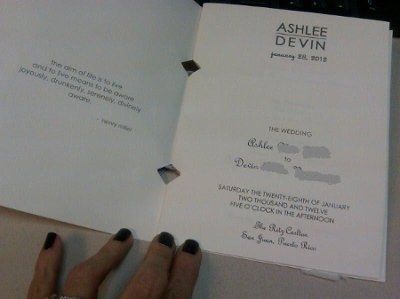 the aim of life is to live
and to live means to be aware
joyously, drunkenly, serenely, divinely
aware.
- henry miller
ASHLEE
DEVIN
january 28, 2012
THE WEDDING
Ashlee
to
Devin
SATURDAY THE TWENTY-EIGHTH OF JANUARY
TWO THOUSAND AND TWELVE
FIVE O'CLOCK IN THE AFTERNOON
The Ritz Carlton
San Juan, Puerto Rico